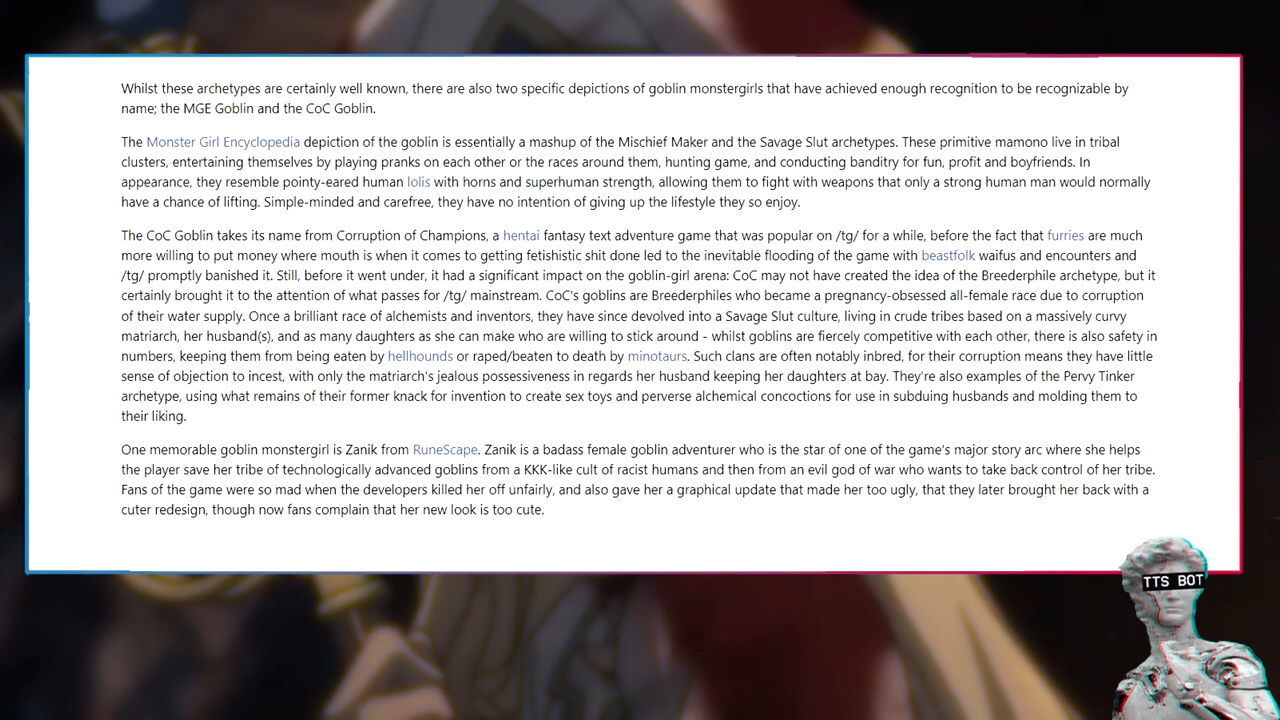 Whilst these archetypes are certainly well known, there are also two specific depictions of goblin monstergirls that have achieved enough recognition to be recognizable by
name; the MGE Goblin and the CoC Goblin.
The Monster Girl Encyclopedia depiction of the goblin is essentially a mashup of the Mischief Maker and the Savage Slut archetypes. These primitive mamono live in tribal
clusters, entertaining themselves by playing pranks on each other or the races around them, hunting game, and conducting banditry for fun, profit and boyfriends. In
appearance, they resemble pointy-eared human lolis with horns and superhuman strength, allowing them to fight with weapons that only a strong human man would normally
have a chance of lifting. Simple-minded and carefree, they have no intention of giving up the lifestyle they so enjoy.
The CoC Goblin takes its name from Corruption of Champions, a hentai fantasy text adventure game that was popular on /tg/ for a while, before the fact that furries are much
more willing to put money where mouth is when it comes to getting fetishistic shit done led to the inevitable flooding of the game with beastfolk waifus and encounters and
/tg/ promptly banished it. Still, before it went under, it had a significant impact on the goblin-girl arena: CoC may not have created the idea of the Breederphile archetype, but it
certainly brought it to the attention of what passes for /tg/ mainstream. CoC's goblins are Breederphiles who became a pregnancy-obsessed all-female race due to corruption
of their water supply. Once a brilliant race of alchemists and inventors, they have since devolved into a Savage Slut culture, living in crude tribes based on a massively curvy
matriarch, her husband(s), and as many daughters as she can make who are willing to stick around - whilst goblins are fiercely competitive with each other, there is also safety in
numbers, keeping them from being eaten by hellhounds or raped/beaten to death by minotaurs. Such clans are often notably inbred, for their corruption means they have little
sense of objection to incest, with only the matriarch's jealous possessiveness in regards her husband keeping her daughters at bay. They're also examples of the Pervy Tinker
archetype, using what remains of their former knack for invention to create sex toys and perverse alchemical concoctions for use in subduing husbands and molding them to
their liking.
One memorable goblin monstergirl is Zanik from RuneScape. Zanik is a badass female goblin adventurer who is the star of one of the game's major story arc where she helps
the player save her tribe of technologically advanced goblins from a KKK-like cult of racist humans and then from an evil god of war who wants to take back control of her tribe.
Fans of the game were so mad when the developers killed her off unfairly, and also gave her a graphical update that made her too ugly, that they later brought her back with a
cuter redesign, though now fans complain that her new look is too cute.
TTS BOT